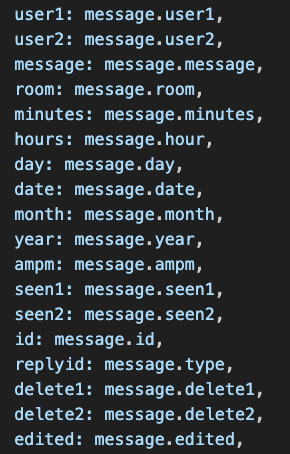 user1: message.user1,
user2: message.user2,
message: message.message,
room: message.room,
minutes: message.minutes,
hours: message.hour,
day: message.day,
date: message.date,
month: message.month,
year: message.year,
ampm: message.ampm,
seen1: message.seen1,
seen2: message.seen2,
id: message.id,
replyid: message.type,
delete1: message.delete1,
delete2: message.delete2,
edited: message.edited,